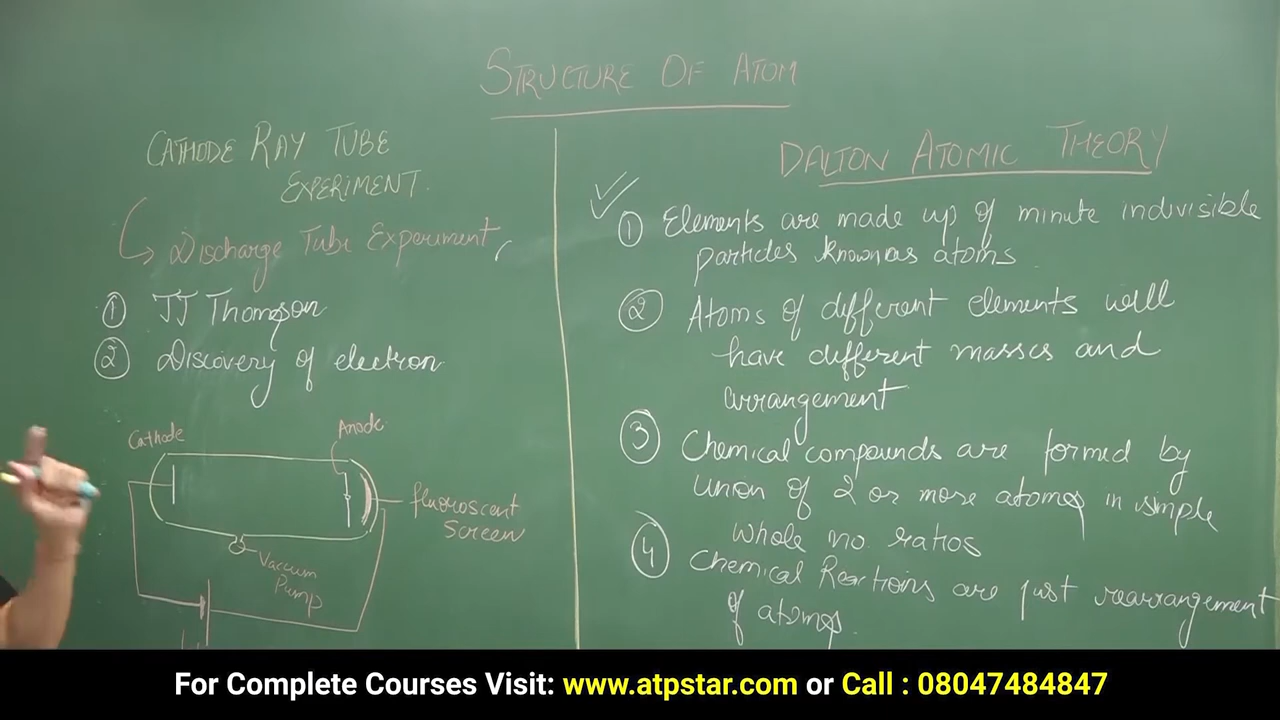 STRUCTURE OF ATOM
CATHODE RAY TUBE
EXPERIMENT.
Discharge Tube Experiment
① JJ Thomson
② Discovery of electron
Cathode
Anode
fluoroscent
Screen
Vaccum
Pump
DALTON ATOMIC THEORY
① Elements are made up of minute indivisible
particles known as atoms.
② Atoms of different elements will
have different masses and
arrangement
③ Chemical compounds are formed by
union of 2 or more atoms in simple
whole no. ratios
④ Chemical Reactions are just rearrangement
of atoms.
For Complete Courses Visit: www.atpstar.com or Call : 08047484847